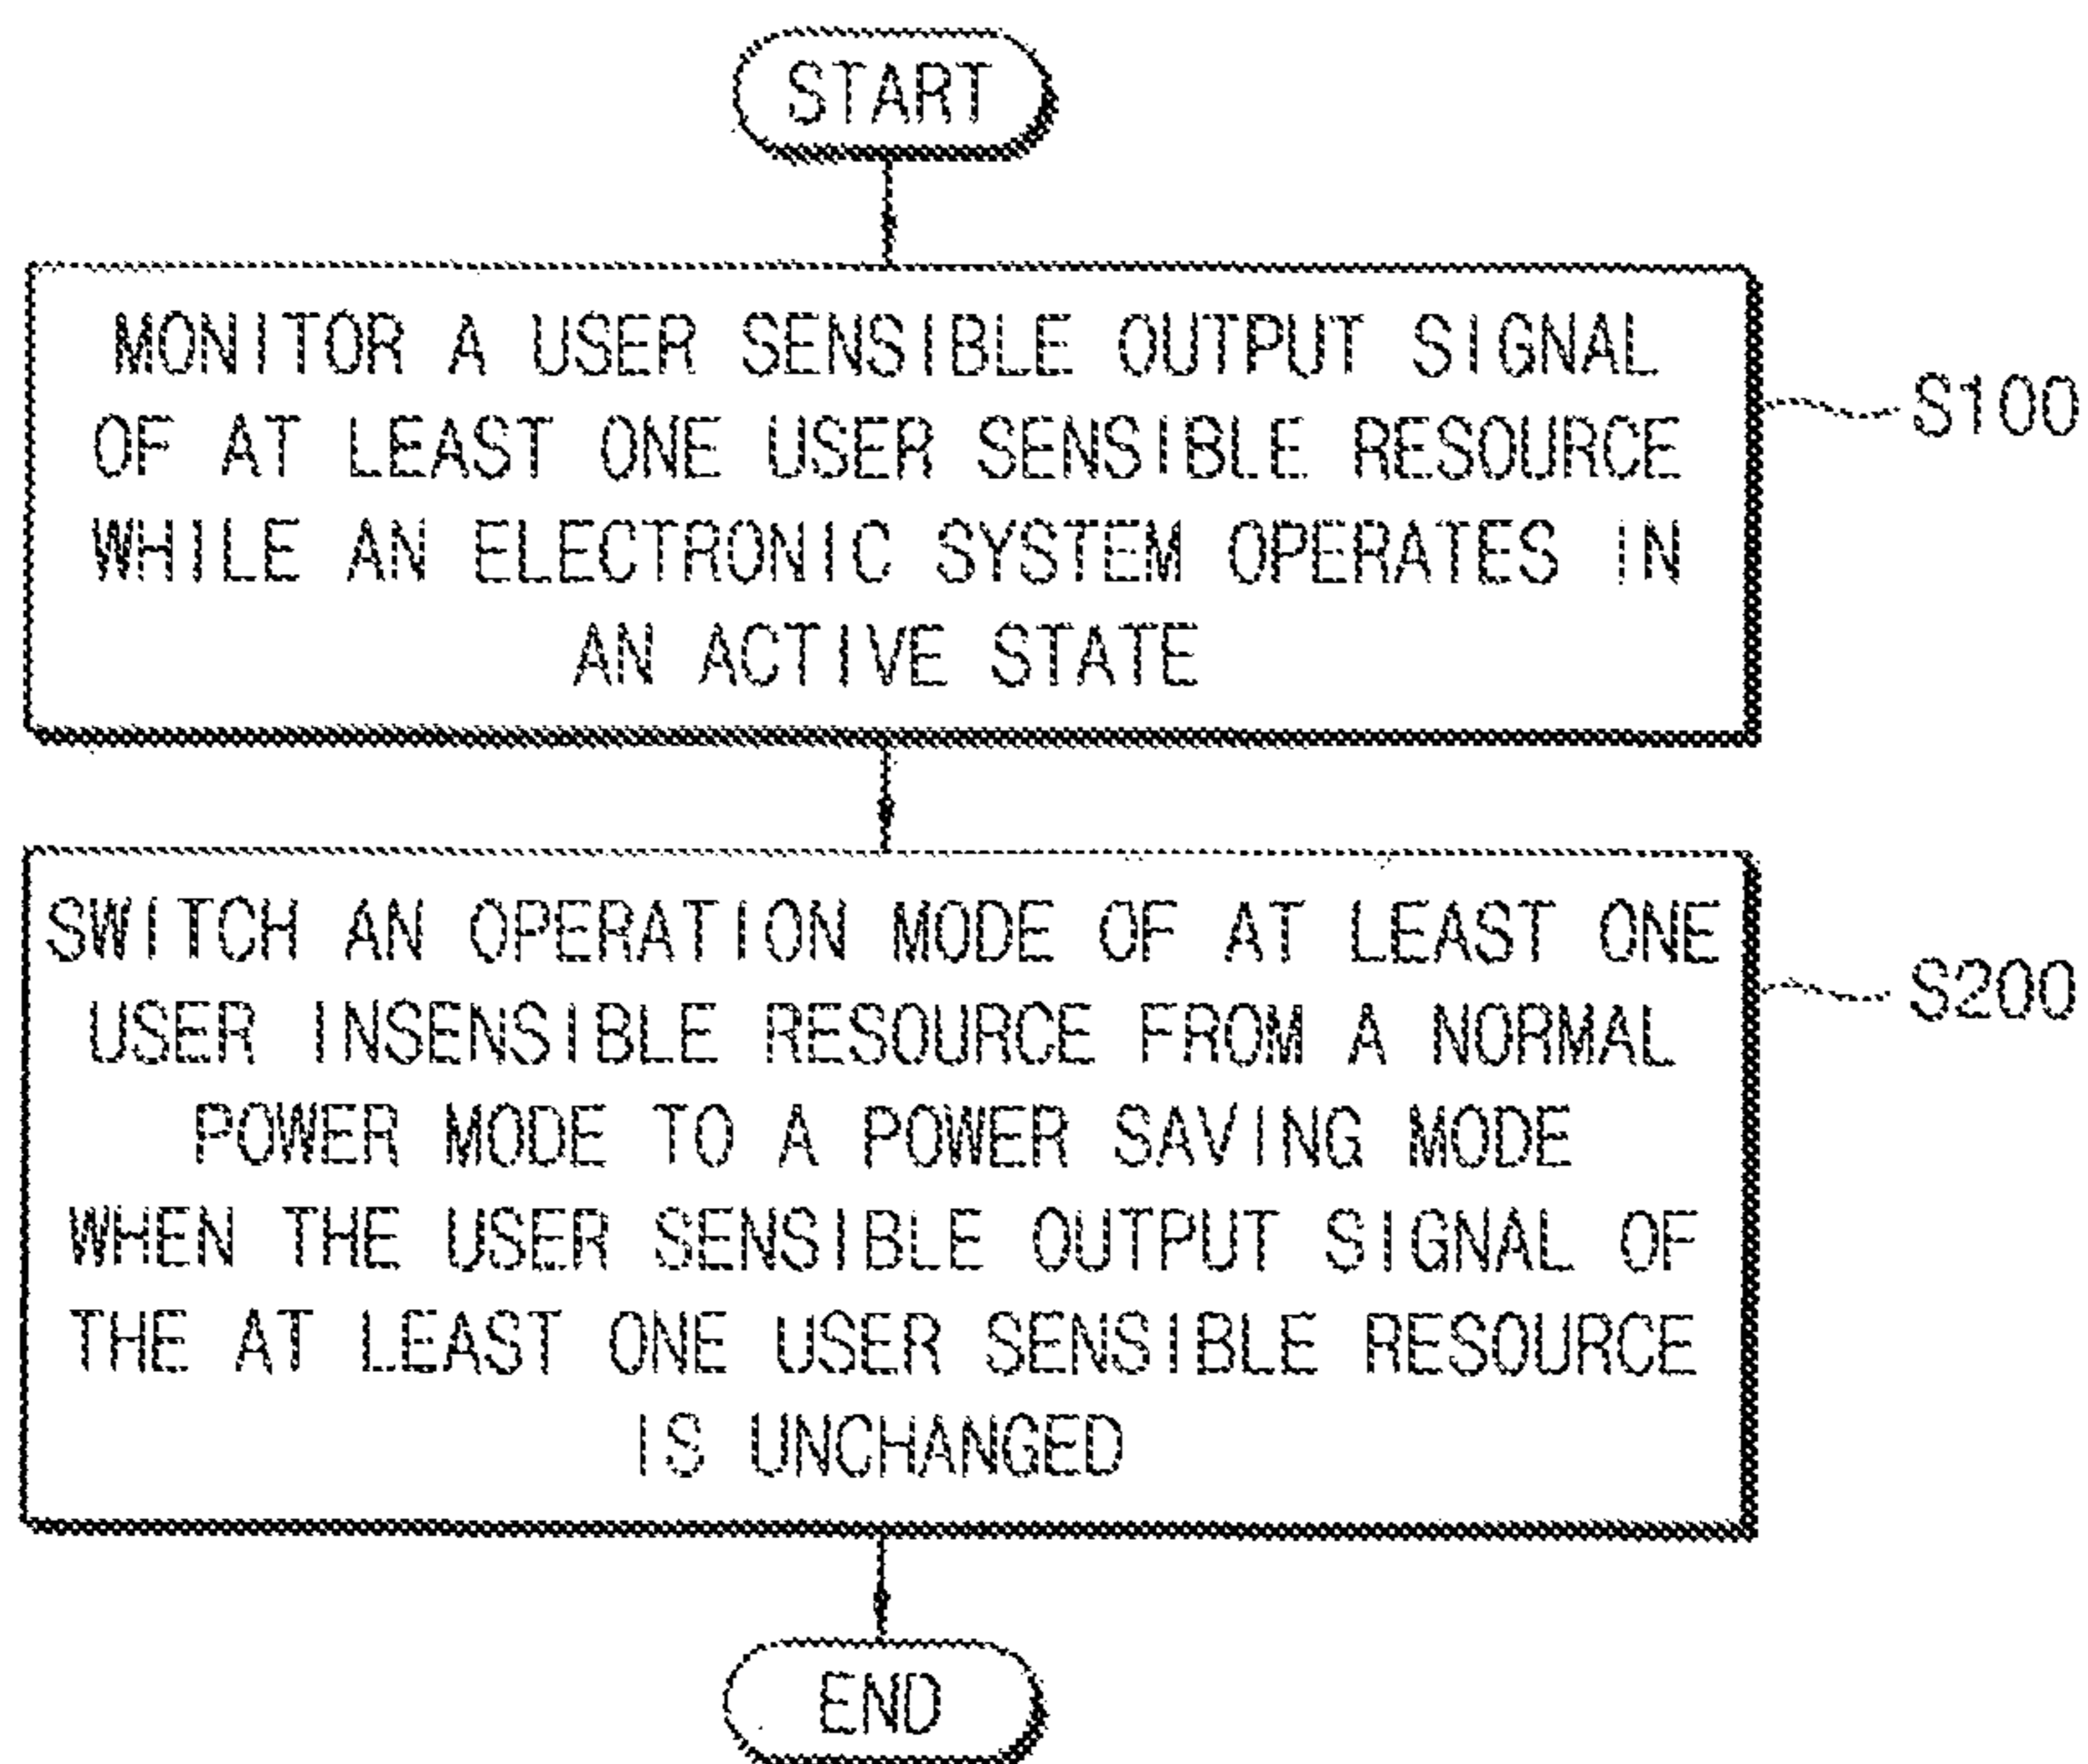 START
MONITOR A USER SENSIBLE OUTPUT SIGNAL
OF AT LEAST ONE USER SENSIBLE RESOURCE
WHILE AN ELECTRONIC SYSTEM OPERATES IN
AN ACTIVE STATE
S100
SWITCH AN OPERATION MODE OF AT LEAST ONE
USER INSENSIBLE RESOURCE FROM A NORMAL
POWER MODE TO A POWER SAVING MODE
WHEN THE USER SENSIBLE OUTPUT SIGNAL OF
THE AT LEAST ONE USER SENSIBLE RESOURCE
IS UNCHANGED
S200
END